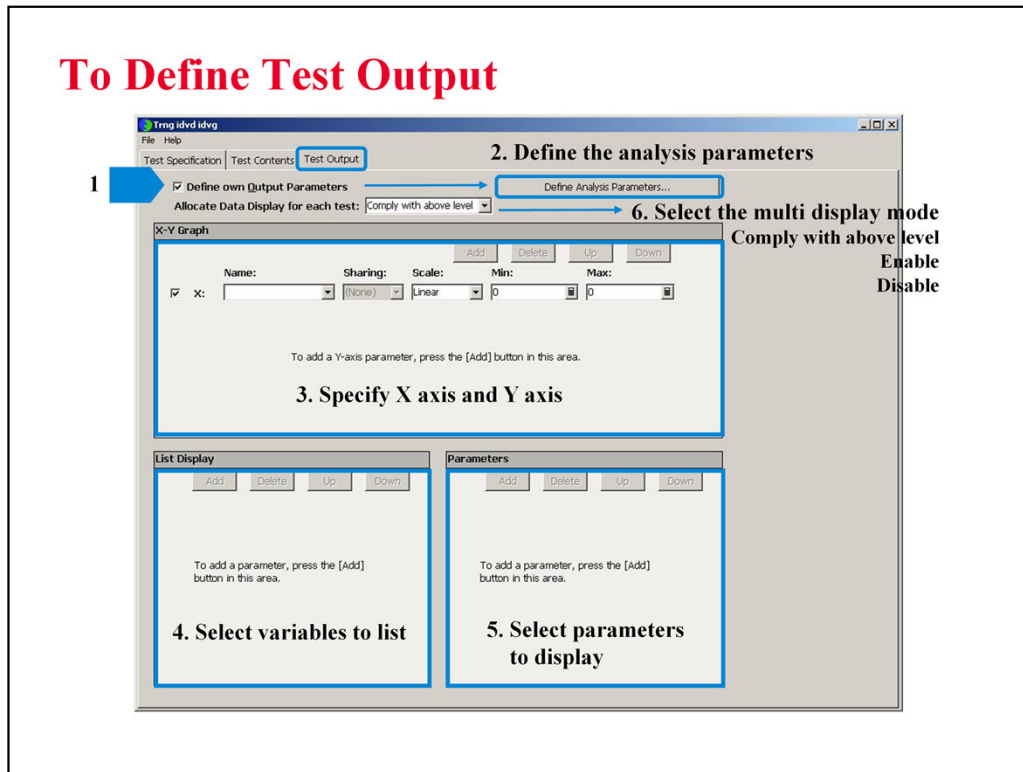 To Define Test Output
Trng idvd idvg
File Help
Test Specification Test Contents Test Output
2. Define the analysis parameters
1
Define own Output Parameters
Define Analysis Parameters...
Allocate Data Display for each test: Comply with above level
6. Select the multi display mode
Comply with above level
Enable
Disable
X-Y Graph
Add Delete Up Down
Name: Sharing: Scale: Min: Max:
X: (None) Linear 0 0
To add a Y-axis parameter, press the [Add] button in this area.
3. Specify X axis and Y axis
List Display
Add Delete Up Down
To add a parameter, press the [Add]
button in this area.
4. Select variables to list
Parameters
Add Delete Up Down
To add a parameter, press the [Add]
button in this area.
5. Select parameters
to display